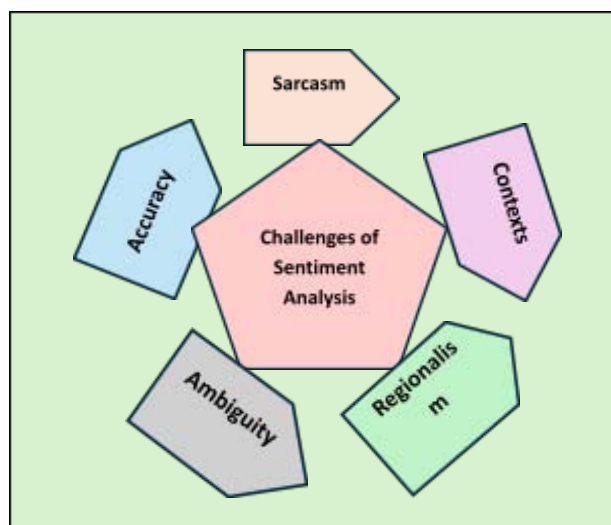 Sarcasm
Contexts
Regionalis
m
Ambiguity
Accuracy
Challenges of
Sentiment
Analysis